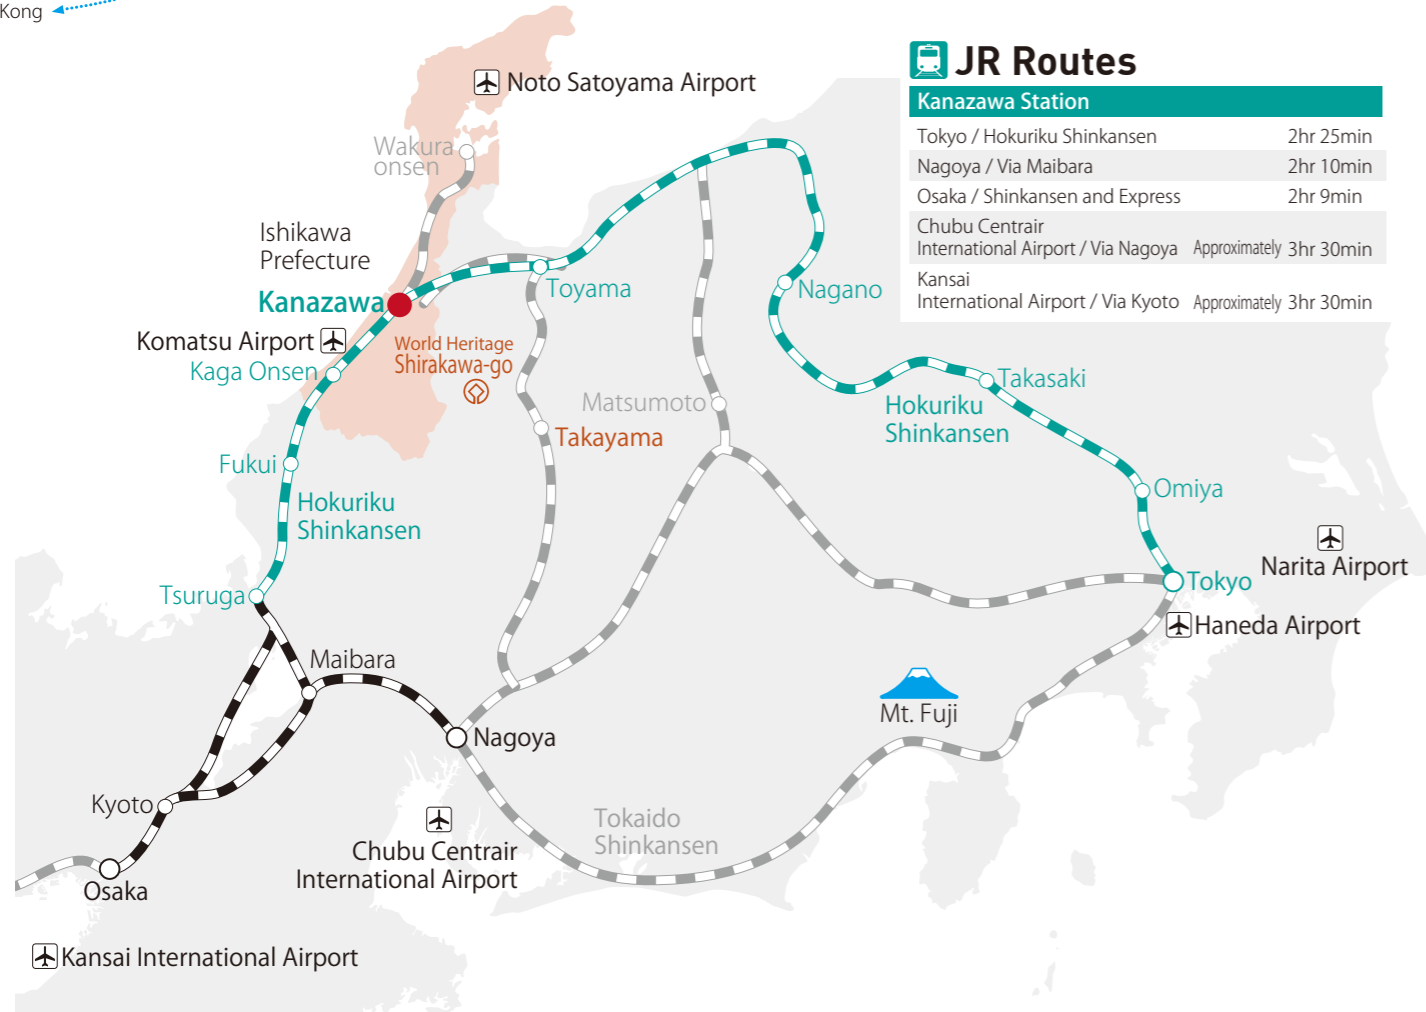 Kong
Noto Satoyama Airport
JR Routes
Kanazawa Station
Tokyo / Hokuriku Shinkansen 2hr 25min
Nagoya / Via Maibara 2hr 10min
Osaka / Shinkansen and Express 2hr 9min
Chubu Centrair
International Airport / Via Nagoya Approximately 3hr 30min
Kansai
International Airport / Via Kyoto Approximately 3hr 30min
Wakura
onsen
Ishikawa
Prefecture
Kanazawa
Toyama
Nagano
Komatsu Airport
World Heritage
Shirakawa-go
Kaga Onsen
Takasaki
Matsumoto
Hokuriku
Shinkansen
Takayama
Fukui
Omiya
Hokuriku
Shinkansen
Narita Airport
Tsuruga
Tokyo
Haneda Airport
Maibara
Mt. Fuji
Nagoya
Kyoto
Tokaido
Shinkansen
Chubu Centrair
International Airport
Osaka
Kansai International Airport